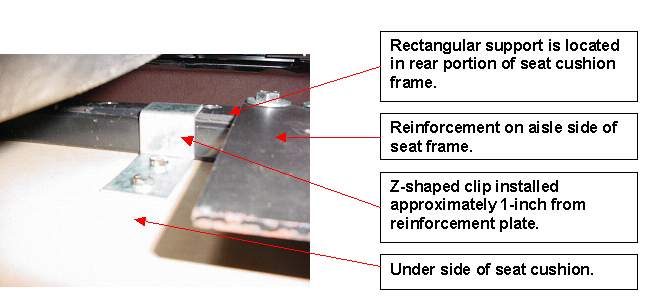 Rectangular support is located
in rear portion of seat cushion
frame.
Reinforcement on aisle side of
seat frame.
Z-shaped clip installed
approximately 1-inch from
reinforcement plate.
Under side of seat cushion.